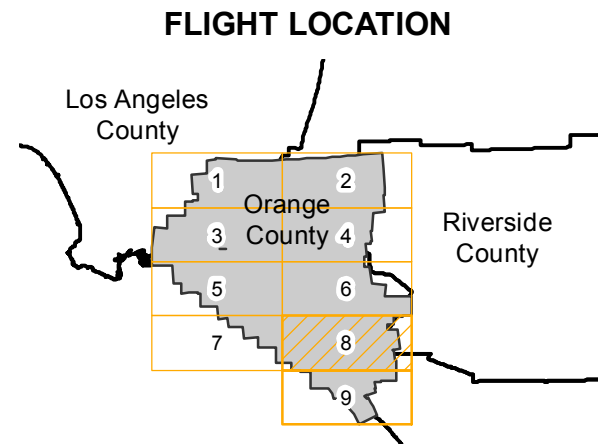 FLIGHT LOCATION
Los Angeles
County
1
2
Orange
County
3
4
Riverside
County
5
6
7
8
9